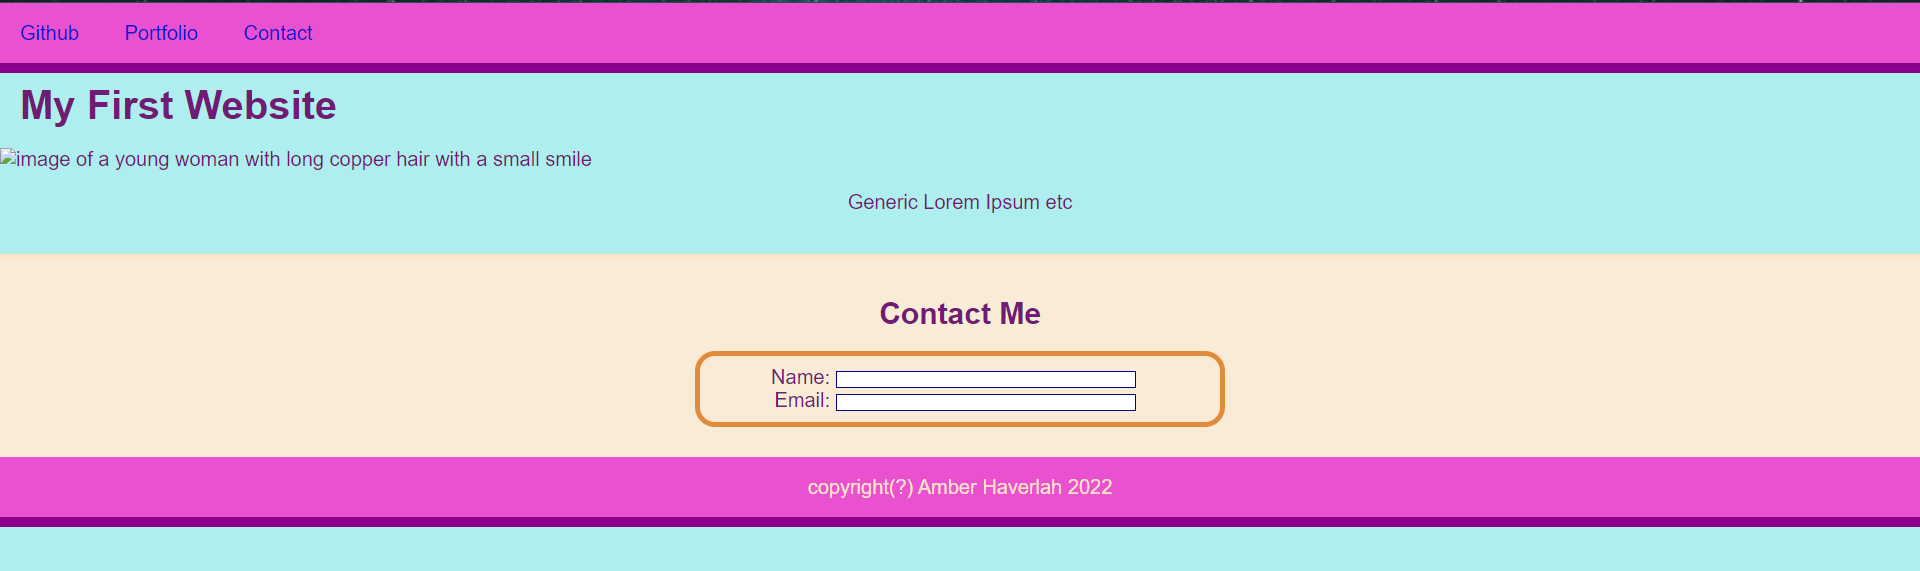 Github Portfolio Contact
My First Website
image of a young woman with long copper hair with a small smile
Generic Lorem Ipsum etc
Contact Me
Name:
Email:
copyright(?) Amber Haverlah 2022